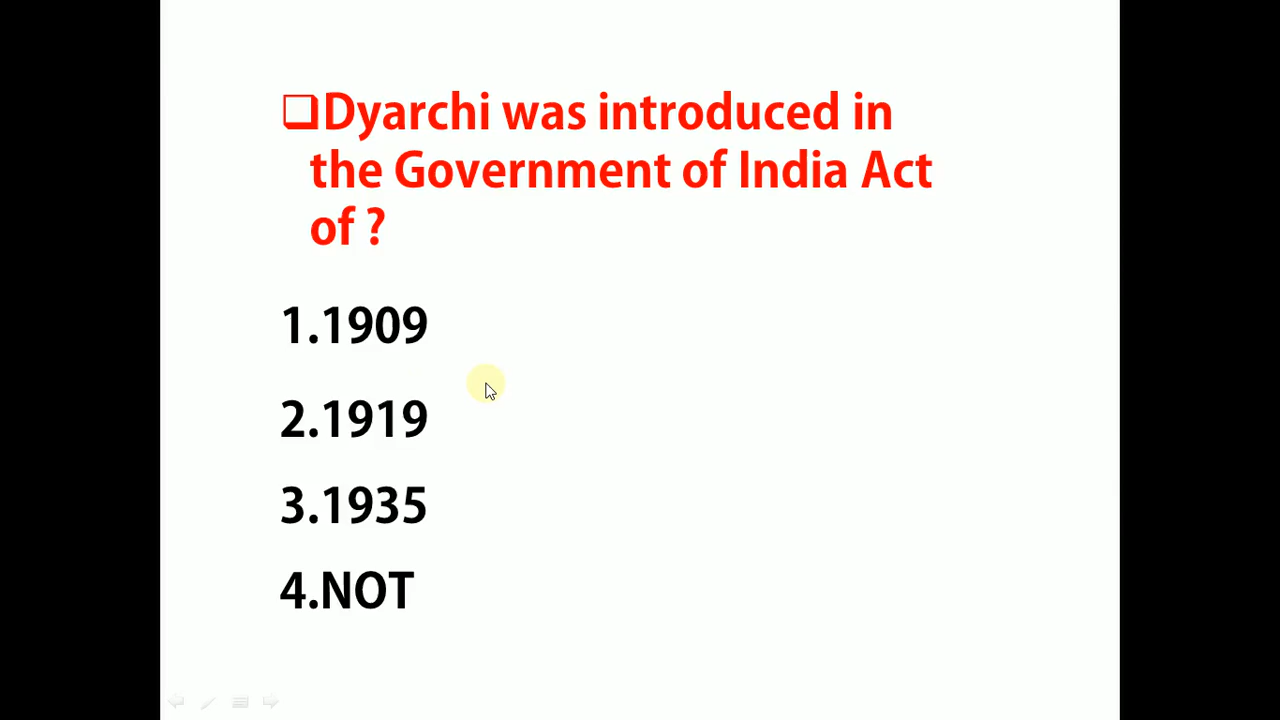 ❑Dyarchi was introduced in
the Government of India Act
of ?
1.1909
2.1919
3.1935
4.NOT